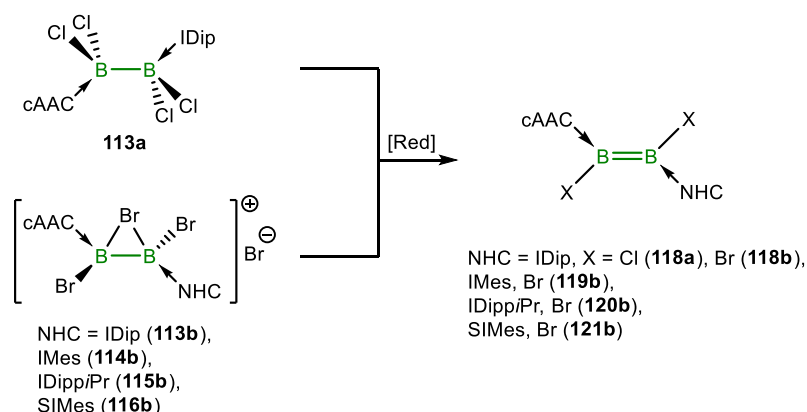 Cl
Cl
IDip
B
B
Cl
Cl
cAAC
113a
[Red]
cAAC
X
B
B
X
NHC
cAAC
Br
Br
B
B
Br
NHC
⊕
Br
⊖
NHC = IDip (113b),
IMes (114b),
IDippiPr (115b),
SIMes (116b)
NHC = IDip, X = Cl (118a), Br (118b),
IMes, Br (119b),
IDippiPr, Br (120b),
SIMes, Br (121b)